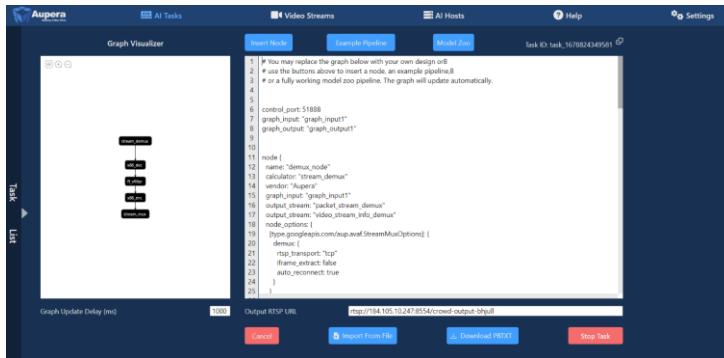 Aupera
AI Tasks
Video Streams
AI Hosts
Help
Settings
Graph Visualizer
Insert Node
Example Pipeline
Model Zoo
Task ID: task_1678824349581
1 # You may replace the graph below with your own design or8
2 # use the buttons above to insert a node, an example pipeline,8
3 # or a fully working model zoo pipeline. The graph will update automatically.
4
5
6 control_port: 51888
7 graph_input: "graph_input1"
8 graph_output: "graph_output1"
9
10
11 node {
12 name: "demux_node"
13 calculator: "stream_demux"
14 vendor: "Aupera"
15 graph_input: "graph_input1"
16 output_stream: "packet_stream_demux"
17 output_stream: "video_stream_info_demux"
18 node_options: {
19 [type.googleapis.com/aup.avaf.StreamMuxOptions]: {
20 demux: {
21 rtsp_transport: "tcp"
22 iframe_extract: false
23 auto_reconnect: true
24 }
25 }
stream_demux
x86_dec
ff_vfilter
x86_enc
stream_mux
Task List
Graph Update Delay (ms)
1000
Output RTSP URL
rtsp://184.105.10.247:8554/crowd-output-bhjull
Cancel
Import From File
Download PBTXT
Stop Task